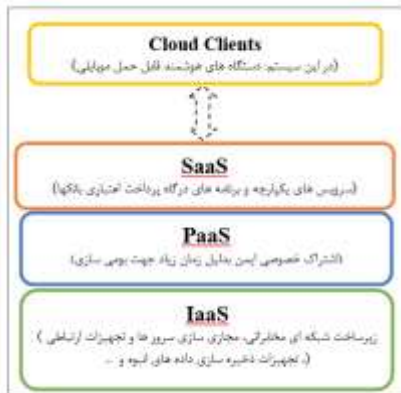 Cloud Clients
(در این سیستم: دستگاه های هوشمند قابل حمل موبایلی)
SaaS
(سرویس های یکپارچه و برنامه های درگاه پرداخت اعتباری بانکها)
PaaS
(اشتراک خصوصی ایمن بدلیل زمان زیاد جهت بومی سازی)
IaaS
زیرساخت شبکه ای مخابراتی، مجازی سازی سرور ها و تجهیزات ارتباطی )
(، تجهیزات ذخیره سازی داده های انبوه و ...